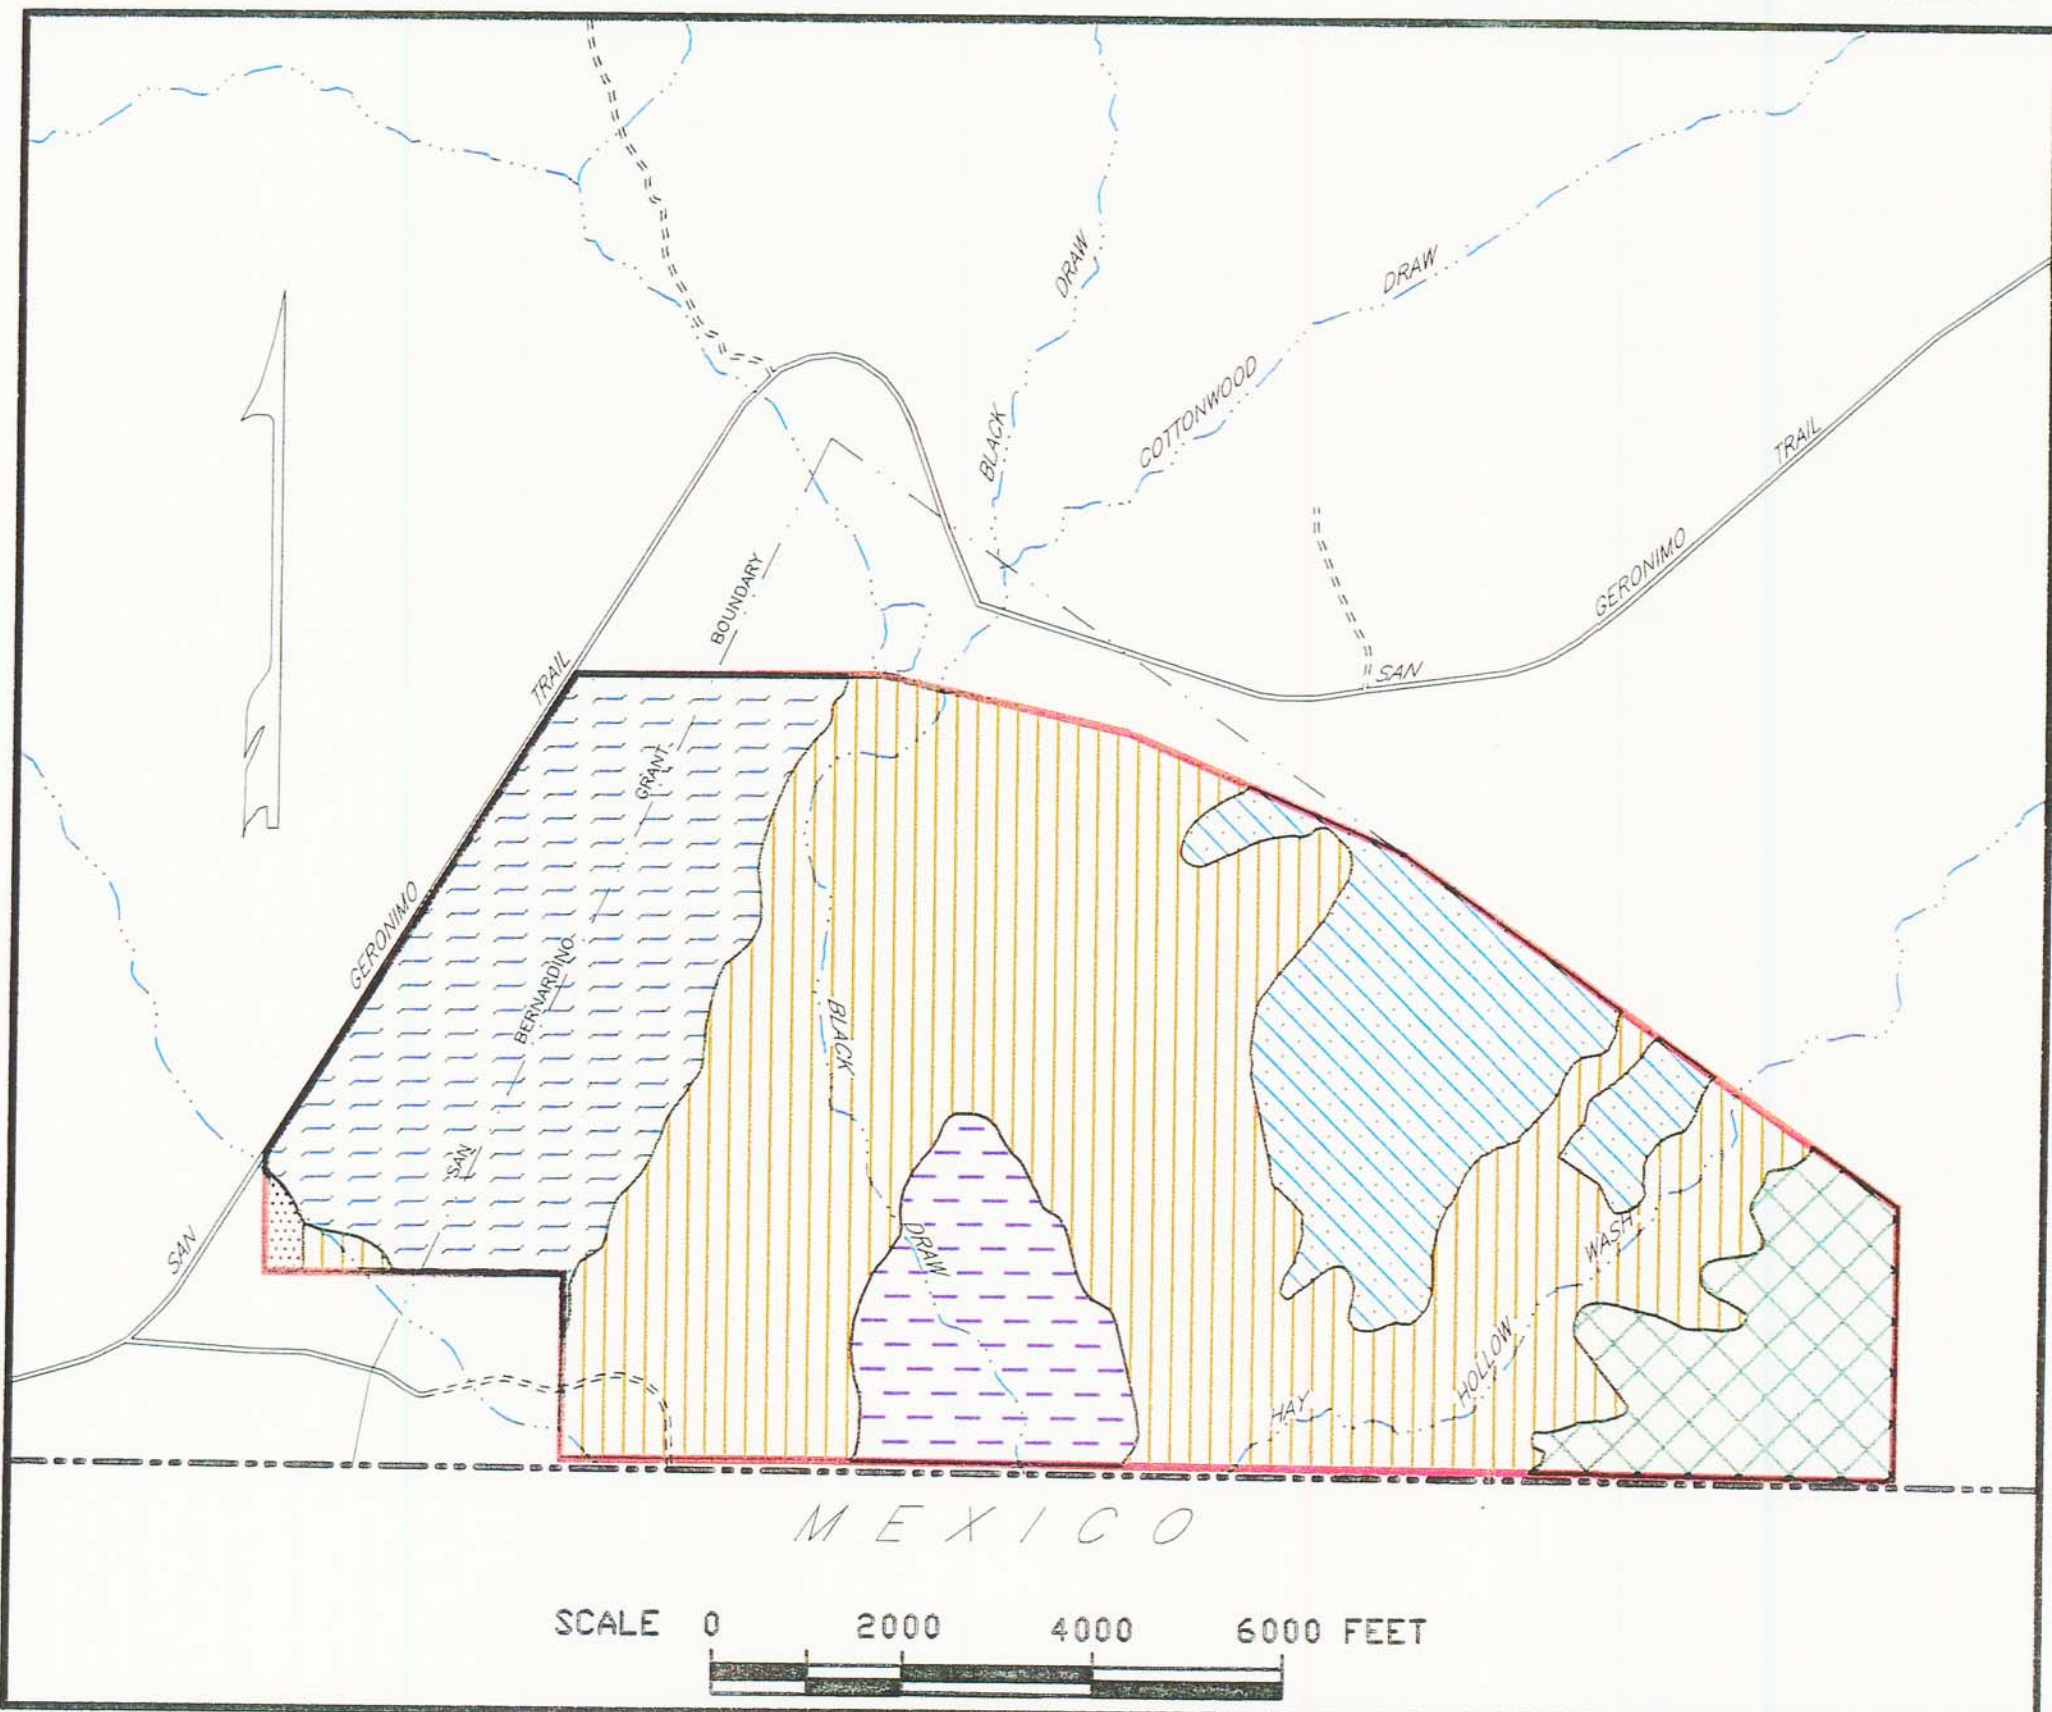 BLACK
DRAW
COTTONWOOD
DRAW
SAN
GERONIMO
TRAIL
SAN
GERONIMO
TRAIL
SAN
BERNARDINO
GRANT
BOUNDARY
BLACK
DRAW
HAY
HOLLOW
WASH
MEXICO
SCALE 0 2000 4000 6000 FEET